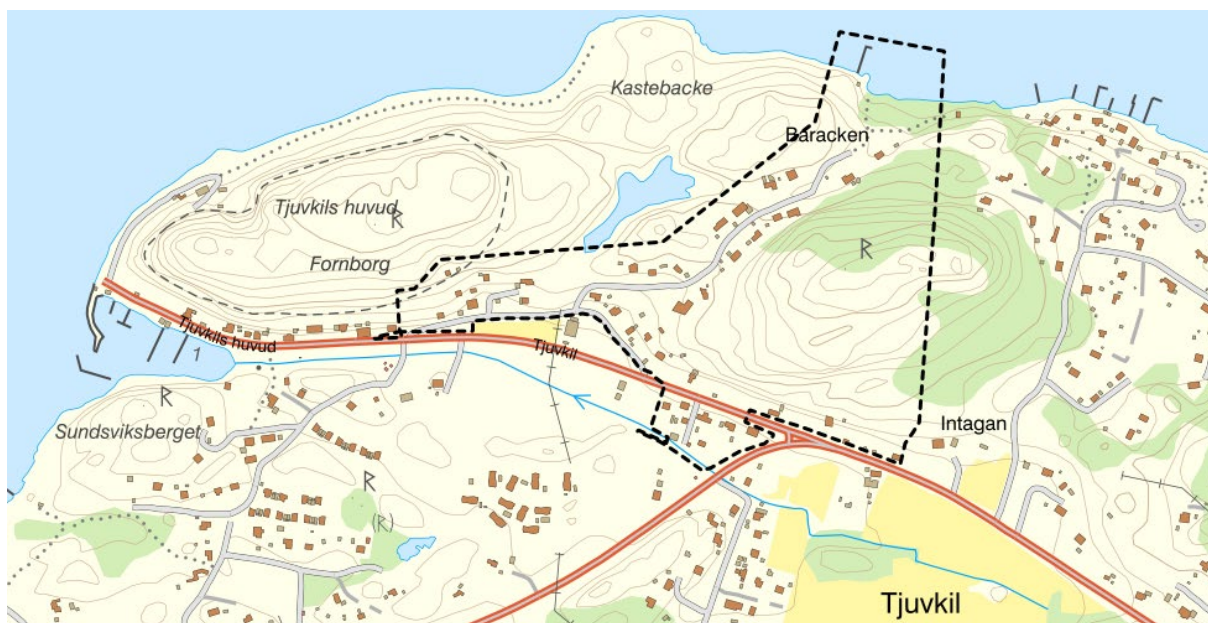 Kastebacke
Baracken
Tjuvkils huvud
R
R
Fornborg
Tjuvkils huvud
1
Tjuvkil
R
Sundsviksberget
Intagan
R
(R)
Tjuvkil